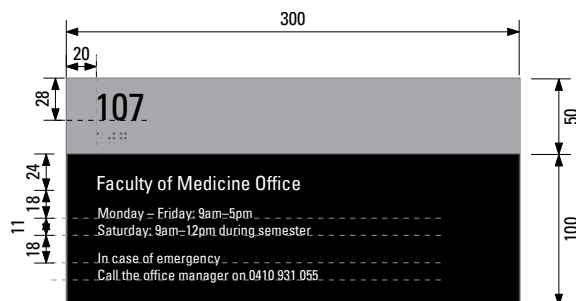 300
20
28
107
50
24
Faculty of Medicine Office
18
Monday – Friday: 9am–5pm
11
Saturday: 9am–12pm during semester
100
18
In case of emergency
Call the office manager on 0410 931 055